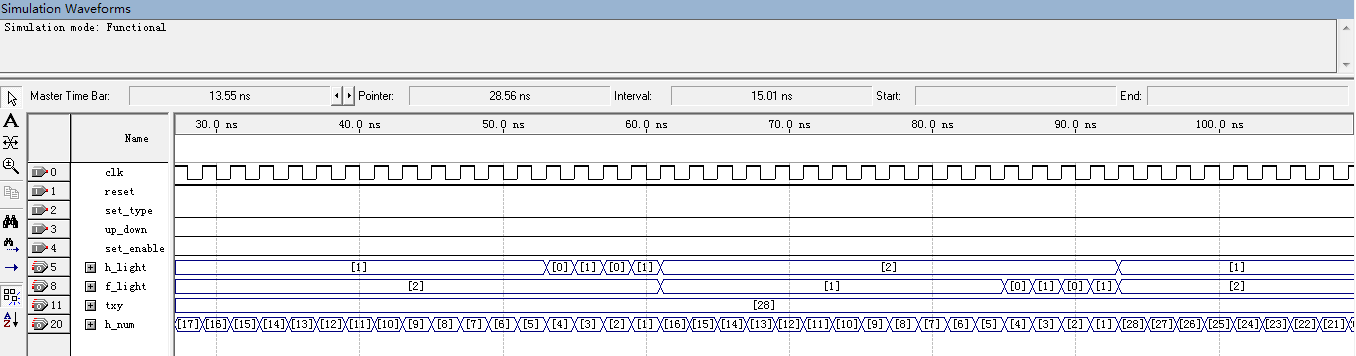 Simulation Waveforms
Simulation mode: Functional
Master Time Bar: 13.55 ns Pointer: 28.56 ns Interval: 15.01 ns Start: End:
Name 30.0 ns 40.0 ns 50.0 ns 60.0 ns 70.0 ns 80.0 ns 90.0 ns 100.0 ns
0 clk
1 reset
2 set_type
3 up_down
4 set_enable
5 h_light [1] [0] [1] [0] [1] [2] [1]
8 f_light [2] [1] [0] [1] [0] [1] [2]
11 txy [28]
20 h_num [17] [16] [15] [14] [13] [12] [11] [10] [9] [8] [7] [6] [5] [4] [3] [2] [1] [16] [15] [14] [13] [12] [11] [10] [9] [8] [7] [6] [5] [4] [3] [2] [1] [28] [27] [26] [25] [24] [23] [22] [21]